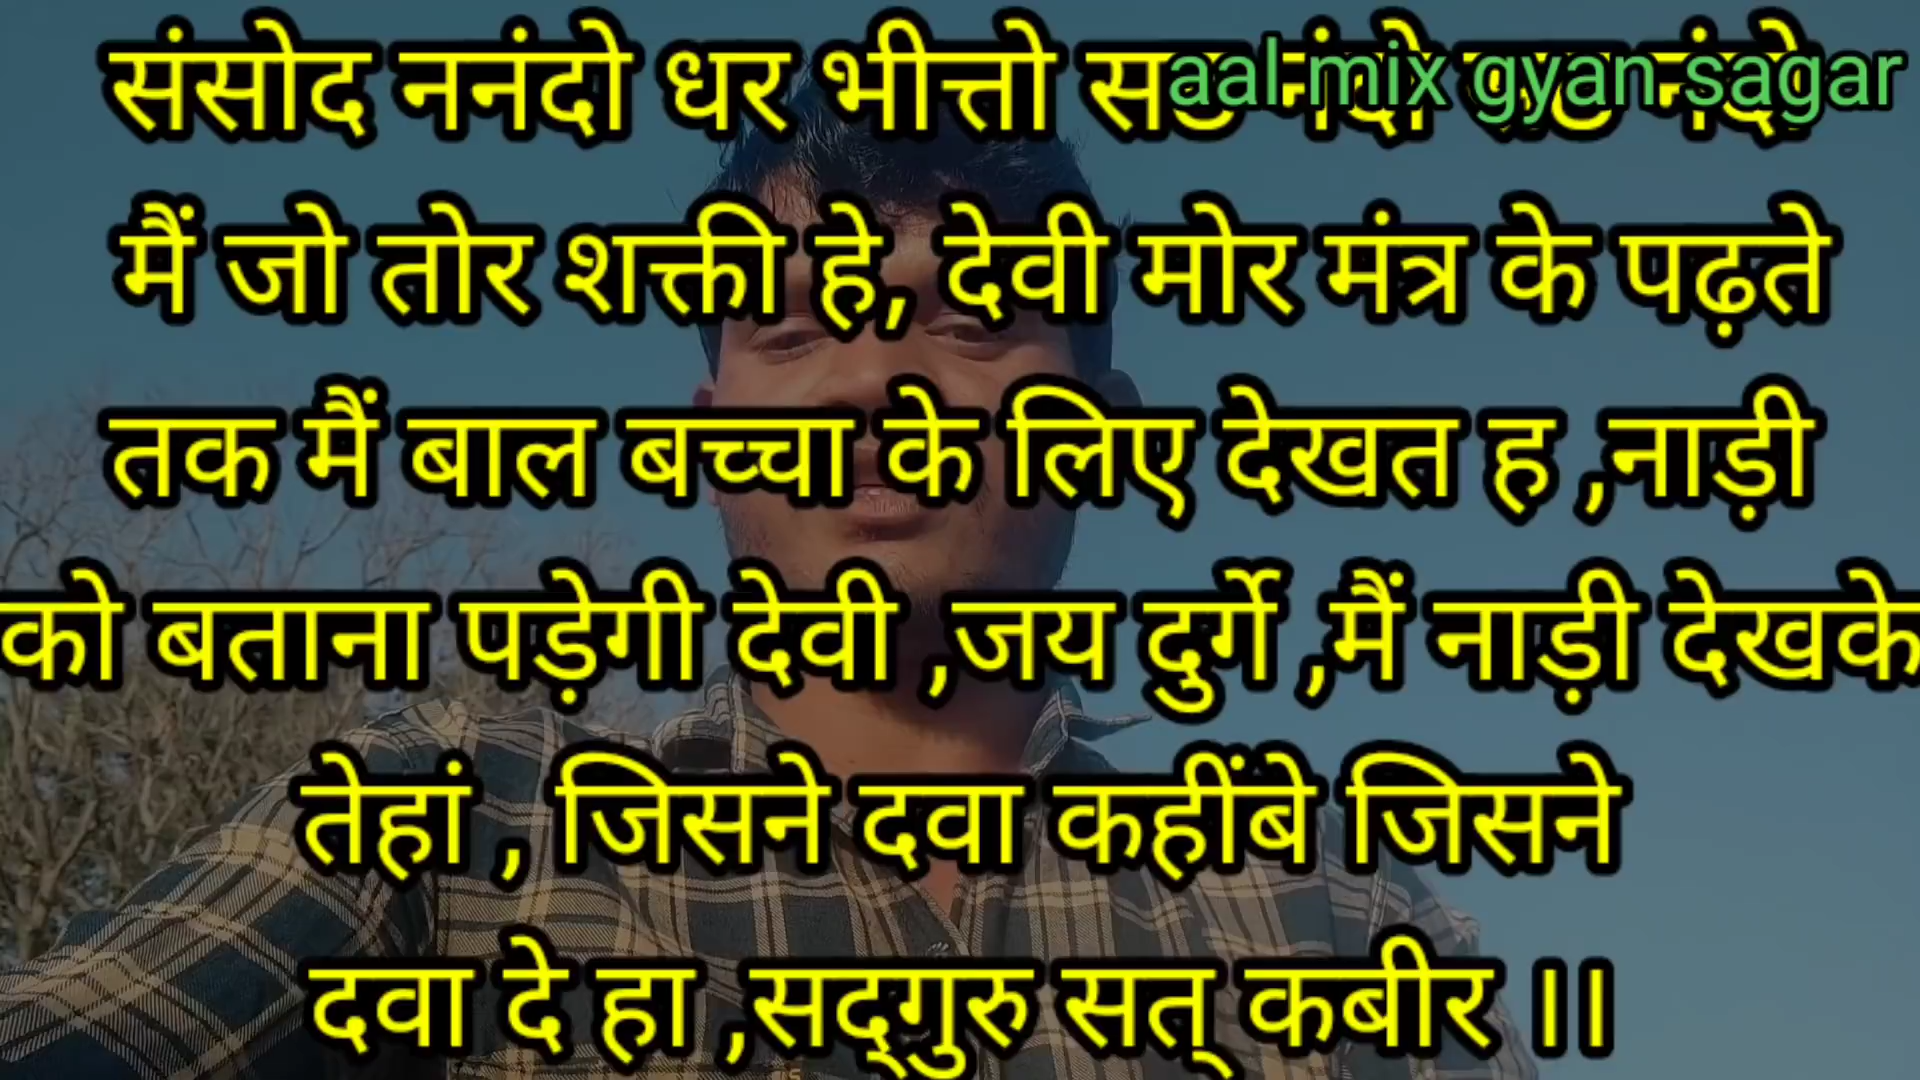 संसोद ननंदो धर भीत्तो नंदो नंदो
aal mix gyan sagar
मैं जो तोर शक्ती हे, देवी मोर मंत्र के पढ़ते
तक मैं बाल बच्चा के लिए देखत ह ,नाड़ी
को बताना पड़ेगी देवी ,जय दुर्गे ,मैं नाड़ी देखके
तेहां , जिसने दवा कहींबे जिसने
दवा दे हा ,सद्गुरु सत् कबीर ।।